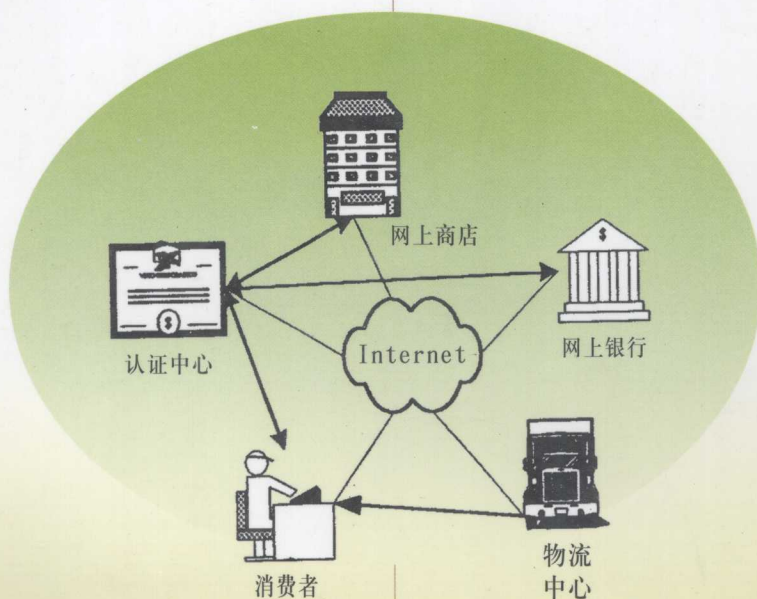 网上商店
网上银行
认证中心
Internet
$
$
消费者
物流
中心